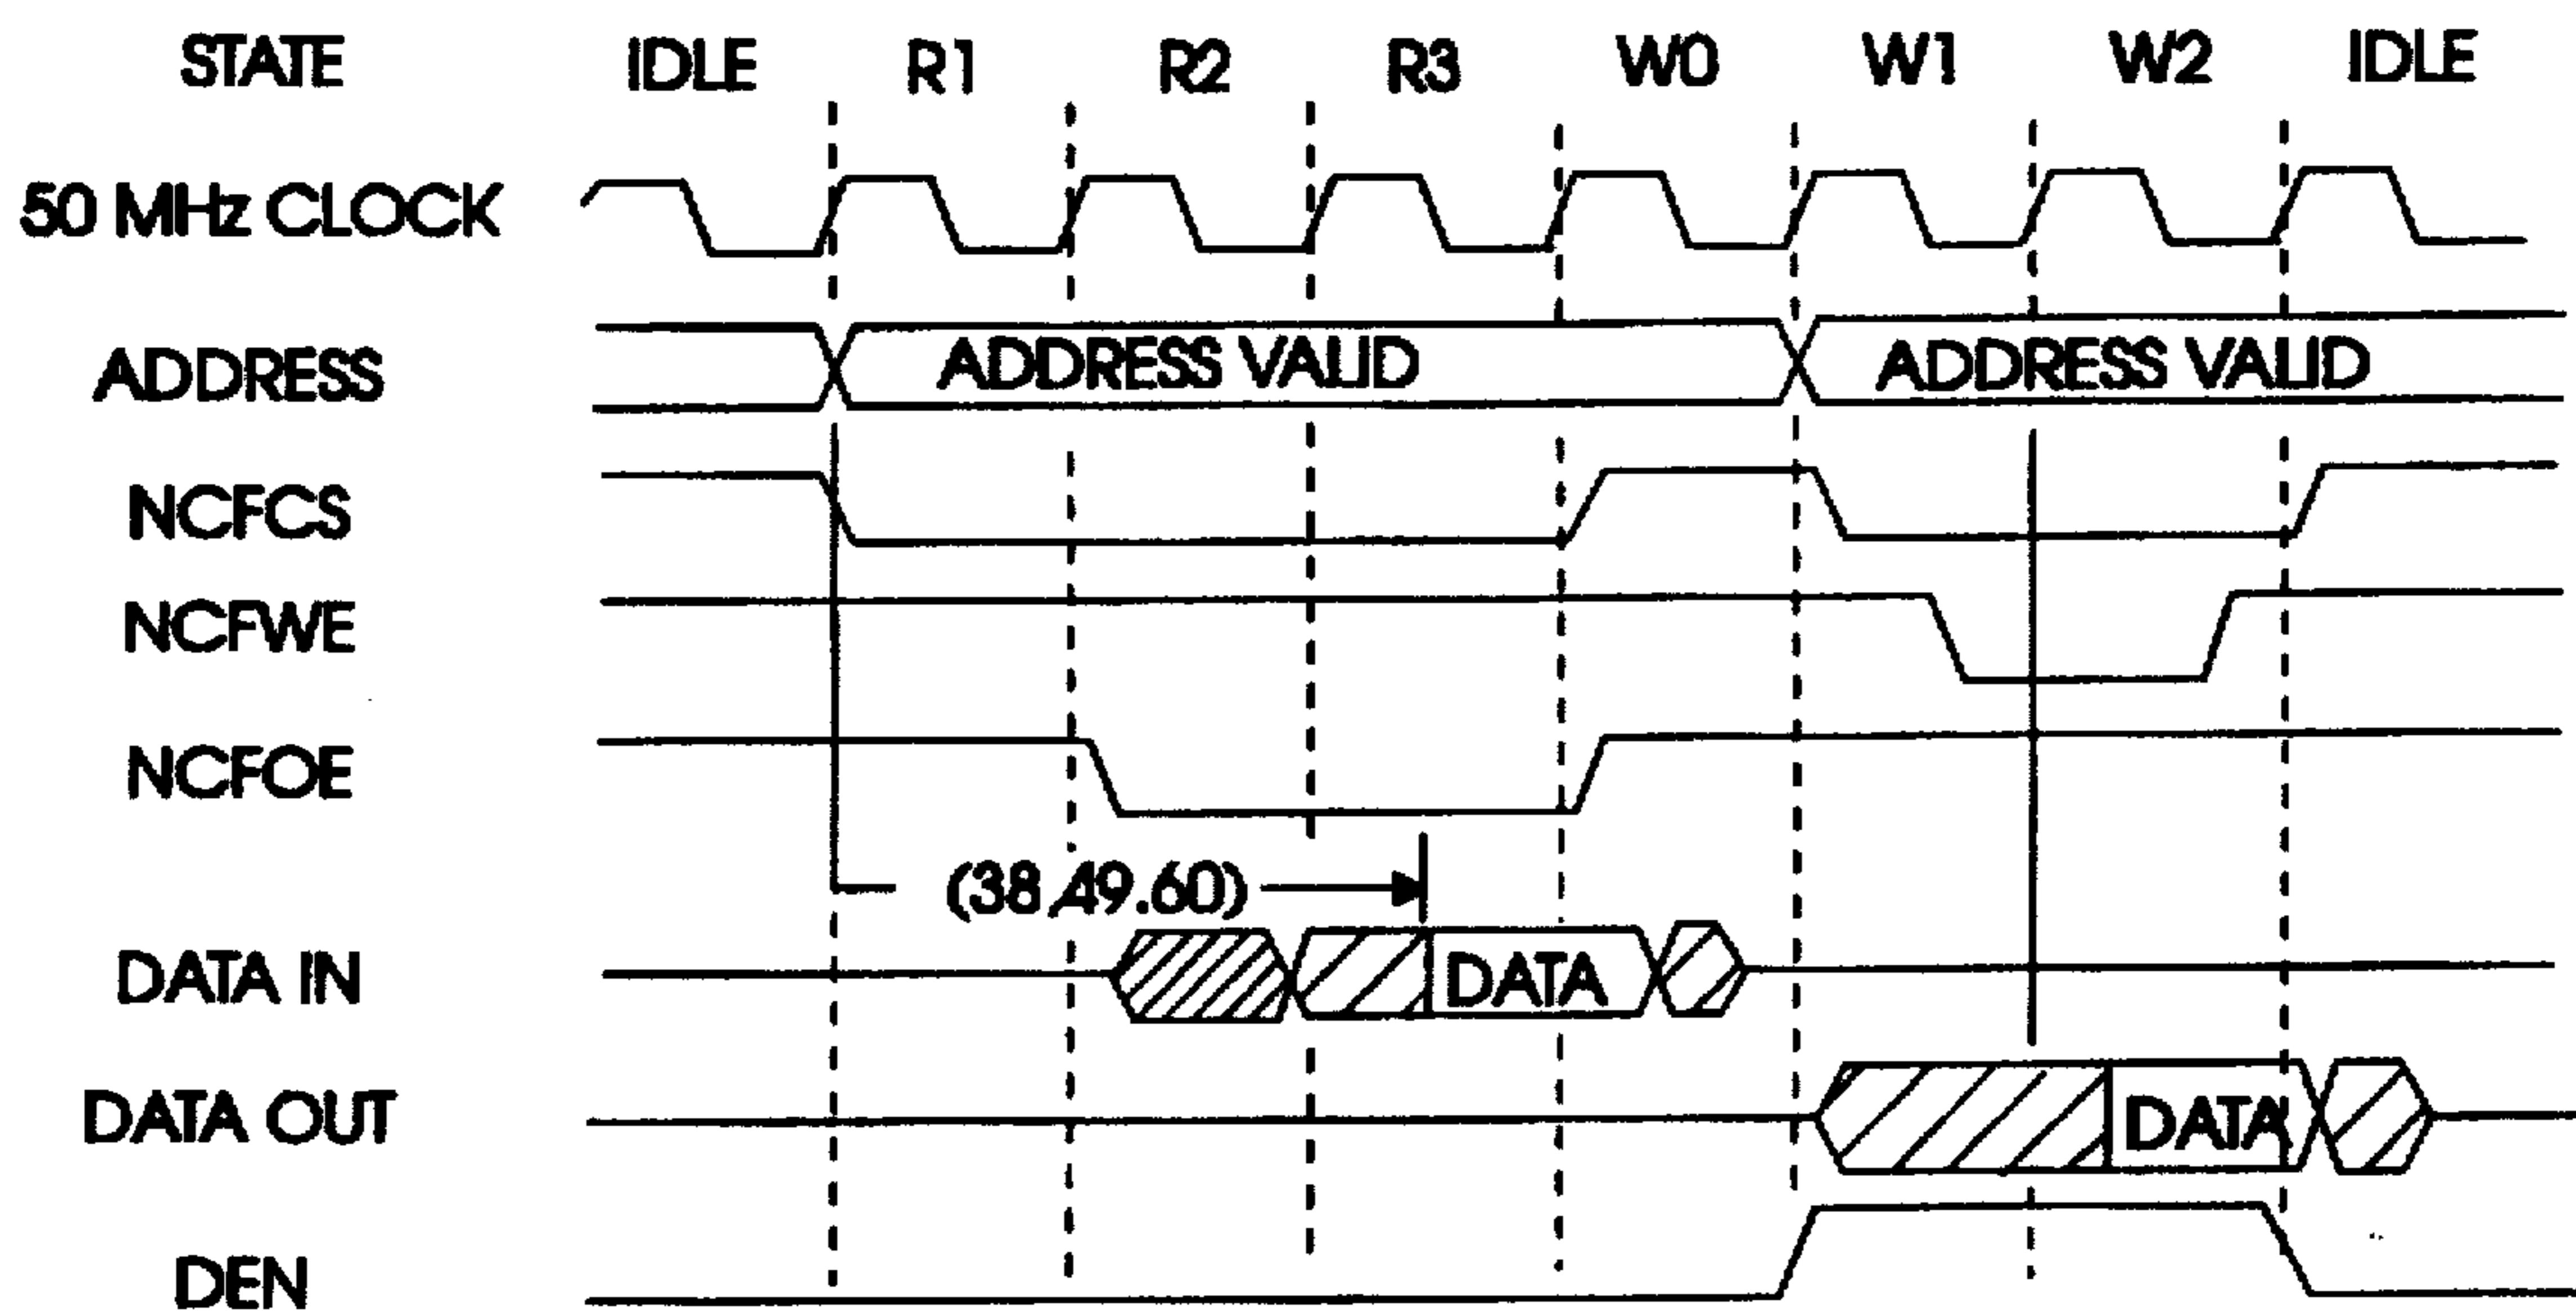 STATE IDLE R1 R2 R3 W0 W1 W2 IDLE
50 MHz CLOCK
ADDRESS ADDRESS VALID ADDRESS VALID
NCFCS
NCFWE
NCFOE
(38,49.60)
DATA IN DATA
DATA OUT DATA
DEN